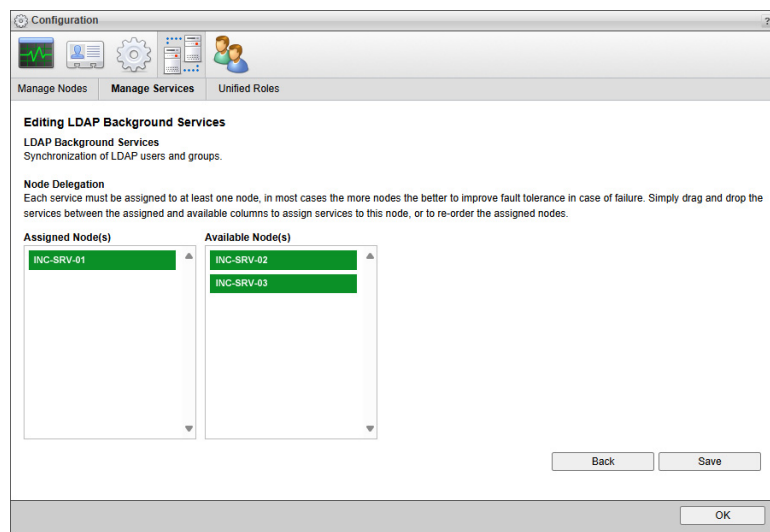 Configuration
?
Manage Nodes
Manage Services
Unified Roles
Editing LDAP Background Services
LDAP Background Services
Synchronization of LDAP users and groups.
Node Delegation
Each service must be assigned to at least one node, in most cases the more nodes the better to improve fault tolerance in case of failure. Simply drag and drop the
services between the assigned and available columns to assign services to this node, or to re-order the assigned nodes.
Assigned Node(s)
Available Node(s)
INC-SRV-01
INC-SRV-02
INC-SRV-03
Back
Save
OK